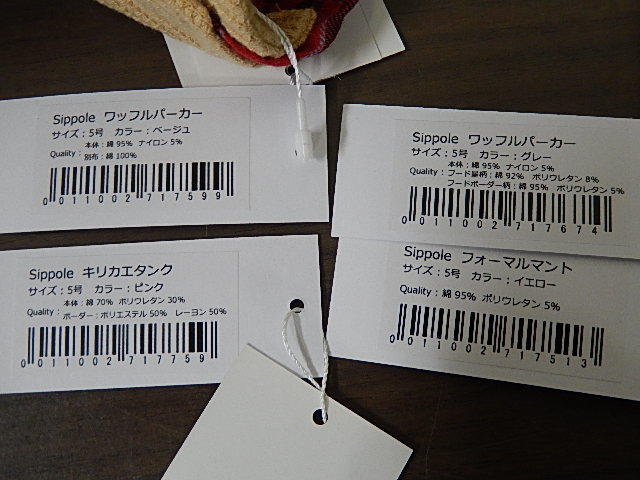 Sippole ワッフルパーカー
サイズ：5号 カラー：ベージュ
Quality：
本体：綿 95% ナイロン 5%
別布：綿 100%
0 011002 717599
Sippole ワッフルパーカー
サイズ：5号 カラー：グレー
Quality：
本体：綿 95% ナイロン 5%
フード星柄：綿 92% ポリウレタン 8%
フードボーダー柄：綿 95% ポリウレタン 5%
0 011002 717674
Sippole キリカエタンク
サイズ：5号 カラー：ピンク
Quality：
本体：綿 70% ポリウレタン 30%
ボーダー：ポリエステル 50% レーヨン 50%
0 011002 717759
Sippole フォーマルマント
サイズ：5号 カラー：イエロー
Quality：綿 95% ポリウレタン 5%
0 011002 717513